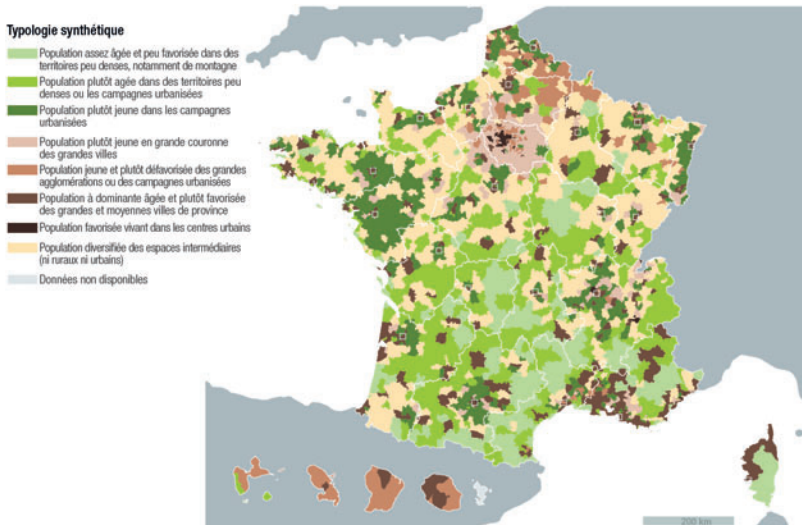 Typologie synthétique
Population assez âgée et peu favorisée dans des
territoires peu denses, notamment de montagne
Population plutôt agée dans des territoires peu
denses ou les campagnes urbanisées
Population plutôt jeune dans les campagnes
urbanisées
Population plutôt jeune en grande couronne
des grandes villes
Population jeune et plutôt défavorisée des grandes
agglomérations ou des campagnes urbanisées
Population à dominante âgée et plutôt favorisée
des grandes et moyennes villes de province
Population favorisée vivant dans les centres urbains
Population diversifiée des espaces intermédiaires
(ni ruraux ni urbains)
Données non disponibles
200 km